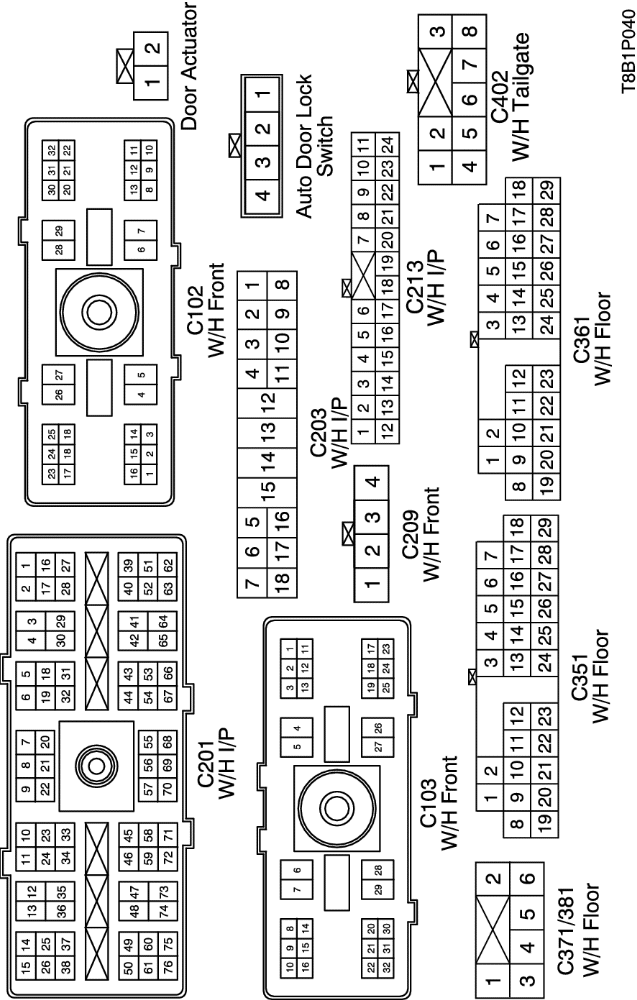 15 14 13 12 11 10 9 8 7 6 5 4 3 2 1
26 25 36 35 24 23 22 21 20 19 18 30 29 17 16
38 37 34 33 32 31 28 27
50 49 48 47 46 45 57 56 55 44 43 42 41 40 39
61 60 74 73 59 58 70 69 68 54 53 65 64 52 51
76 75 72 71 67 66 63 62
C201
W/H I/P
23 24 25 26 27 28 29 30 31 32
17 18 18 20 21 22
16 15 14 4 5 6 7 13 12 11
1 2 3 8 9 10
C102
W/H Front
1 2
Door Actuator
7 6 5 4 3 2 1
15 14 13 12
18 17 16 11 10 9 8
C203
W/H I/P
4 3 2 1
Auto Door Lock
Switch
10 9 8 7 6 5 4 3 2 1
16 15 14 13 12 11
22 21 20 29 28 27 26 19 18 17
32 31 30 25 24 23
C103
W/H Front
1 2 3 4
C209
W/H Front
1 2 3 4 5 6 7 8 9 10 11
12 13 14 15 16 17 18 19 20 21 22 23 24
C213
W/H I/P
1 2 3
4 5 6 7 8
C402
W/H Tailgate
1 2
3 4 5 6
C371/381
W/H Floor
1 2 3 4 5 6 7
8 9 10 11 12 13 14 15 16 17 18
19 20 21 22 23 24 25 26 27 28 29
C351
W/H Floor
1 2 3 4 5 6 7
8 9 10 11 12 13 14 15 16 17 18
19 20 21 22 23 24 25 26 27 28 29
C361
W/H Floor
T8B1P040